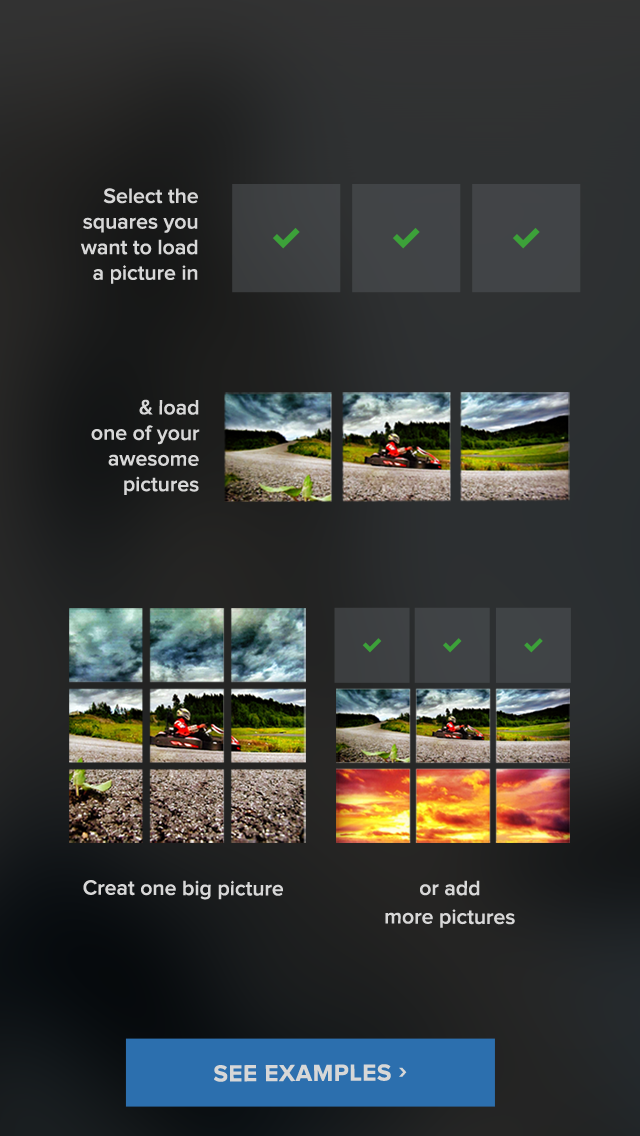 Select the
squares you
want to load
a picture in
& load
one of your
awesome
pictures
Creat one big picture
or add
more pictures
SEE EXAMPLES ›